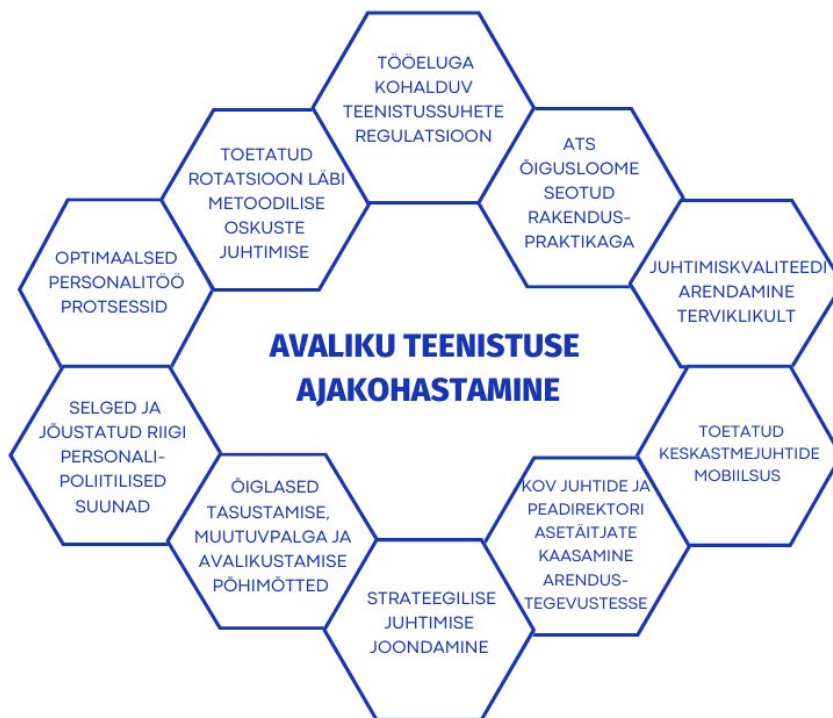 TÖÖELUGA
KOHALDUV
TEENISTUSSUHETE
REGULATSIOON
ATS
ÕIGUSLOOME
SEOTUD
RAKENDUS-
PRAKTIKAGA
JUHTIMISKVALITEEDI
ARENDAMINE
TERVIKLIKULT
TOETATUD
KESKASTMEJUHTIDE
MOBIILSUS
KOV JUHTIDE JA
PEADIREKTORI
ASETÄITJATE
KAASAMINE
ARENDUS-
TEGEVUSTESSE
STRATEEGILISE
JUHTIMISE
JOONDAMINE
ÕIGLASED
TASUSTAMISE,
MUUTUVPALGA JA
AVALIKUSTAMISE
PÕHIMÕTTED
SELGED JA
JÕUSTATUD RIIGI
PERSONALI-
POLIITILISED
SUUNAD
OPTIMAALSED
PERSONALITÖÖ
PROTSESSID
TOETATUD
ROTATSIOON LÄBI
METOODILISE
OSKUSTE
JUHTIMISE
AVALIKU TEENISTUSE
AJAKOHASTAMINE